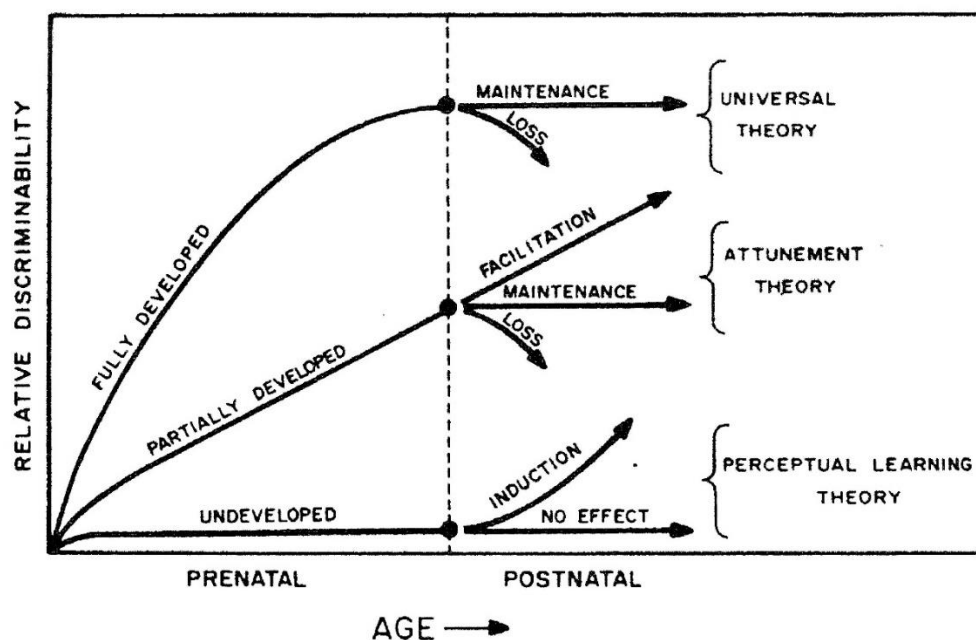 RELATIVE DISCRIMINABILITY
FULLY DEVELOPED
PARTIALLY DEVELOPED
UNDEVELOPED
MAINTENANCE
LOSS
UNIVERSAL
THEORY
FACILITATION
MAINTENANCE
LOSS
ATTUNEMENT
THEORY
INDUCTION
NO EFFECT
PERCEPTUAL LEARNING
THEORY
PRENATAL
POSTNATAL
AGE